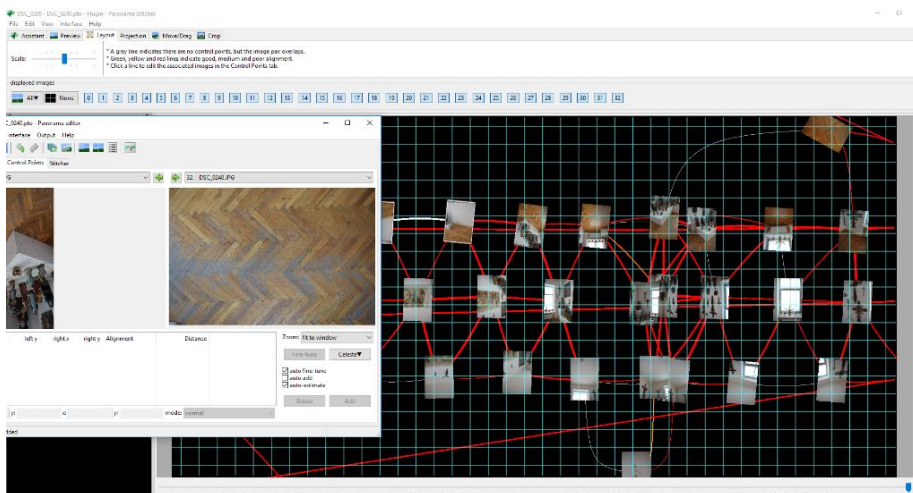 DSC_0205 - DSC_0240.pto - Hugin - Panorama Stitcher
File Edit View Interface Help
Assistant Preview Layout Projection Move/Drag Crop
Scale:
* A grey line indicates there are no control points, but the image pair overlaps.
* Green, yellow and red lines indicate good, medium and poor alignment.
* Click a line to edit the associated images in the Control Points tab.
displayed images
All None 0 1 2 3 4 5 6 7 8 9 10 11 12 13 14 15 16 17 18 19 20 21 22 23 24 25 26 27 28 29 30 31 32
C_0240.pto - Panorama editor
Interface Output Help
Control Points Stitcher
PG 32. - DSC_0240.JPG
left y right x right y Alignment Distance
Zoom: fit to window
Fine-tune Celeste
auto fine-tune
auto add
auto-estimate
Delete Add
y: x: y: mode: normal
dded